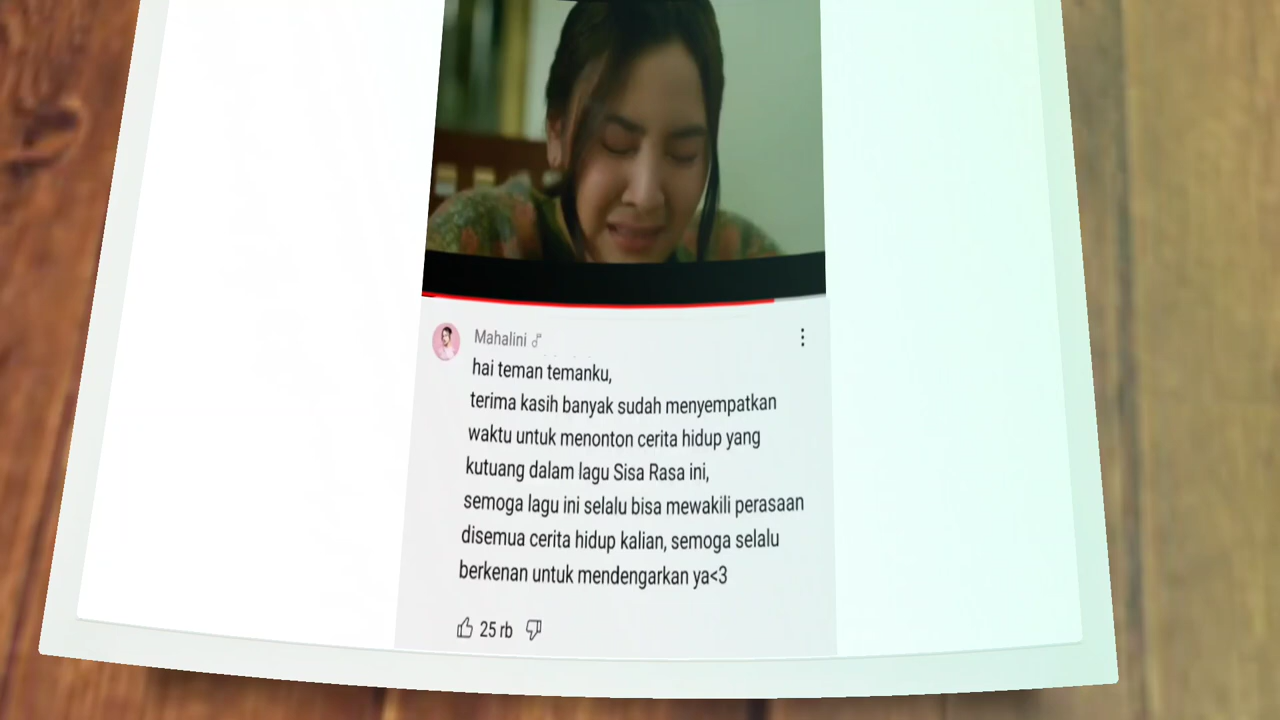 Mahalini
hai teman temanku,
terima kasih banyak sudah menyempatkan
waktu untuk menonton cerita hidup yang
kutuang dalam lagu Sisa Rasa ini,
semoga lagu ini selalu bisa mewakili perasaan
disemua cerita hidup kalian, semoga selalu
berkenan untuk mendengarkan ya<3
25 rb